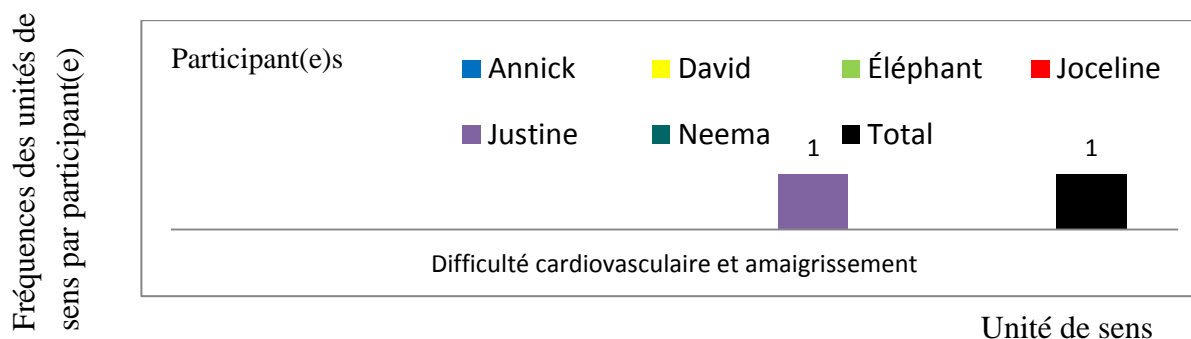 Fréquences des unités de
sens par participant(e)
Participant(e)s
Annick
David
Éléphant
Joceline
Justine
Neema
Total
1
1
Difficulté cardiovasculaire et amaigrissement
Unité de sens